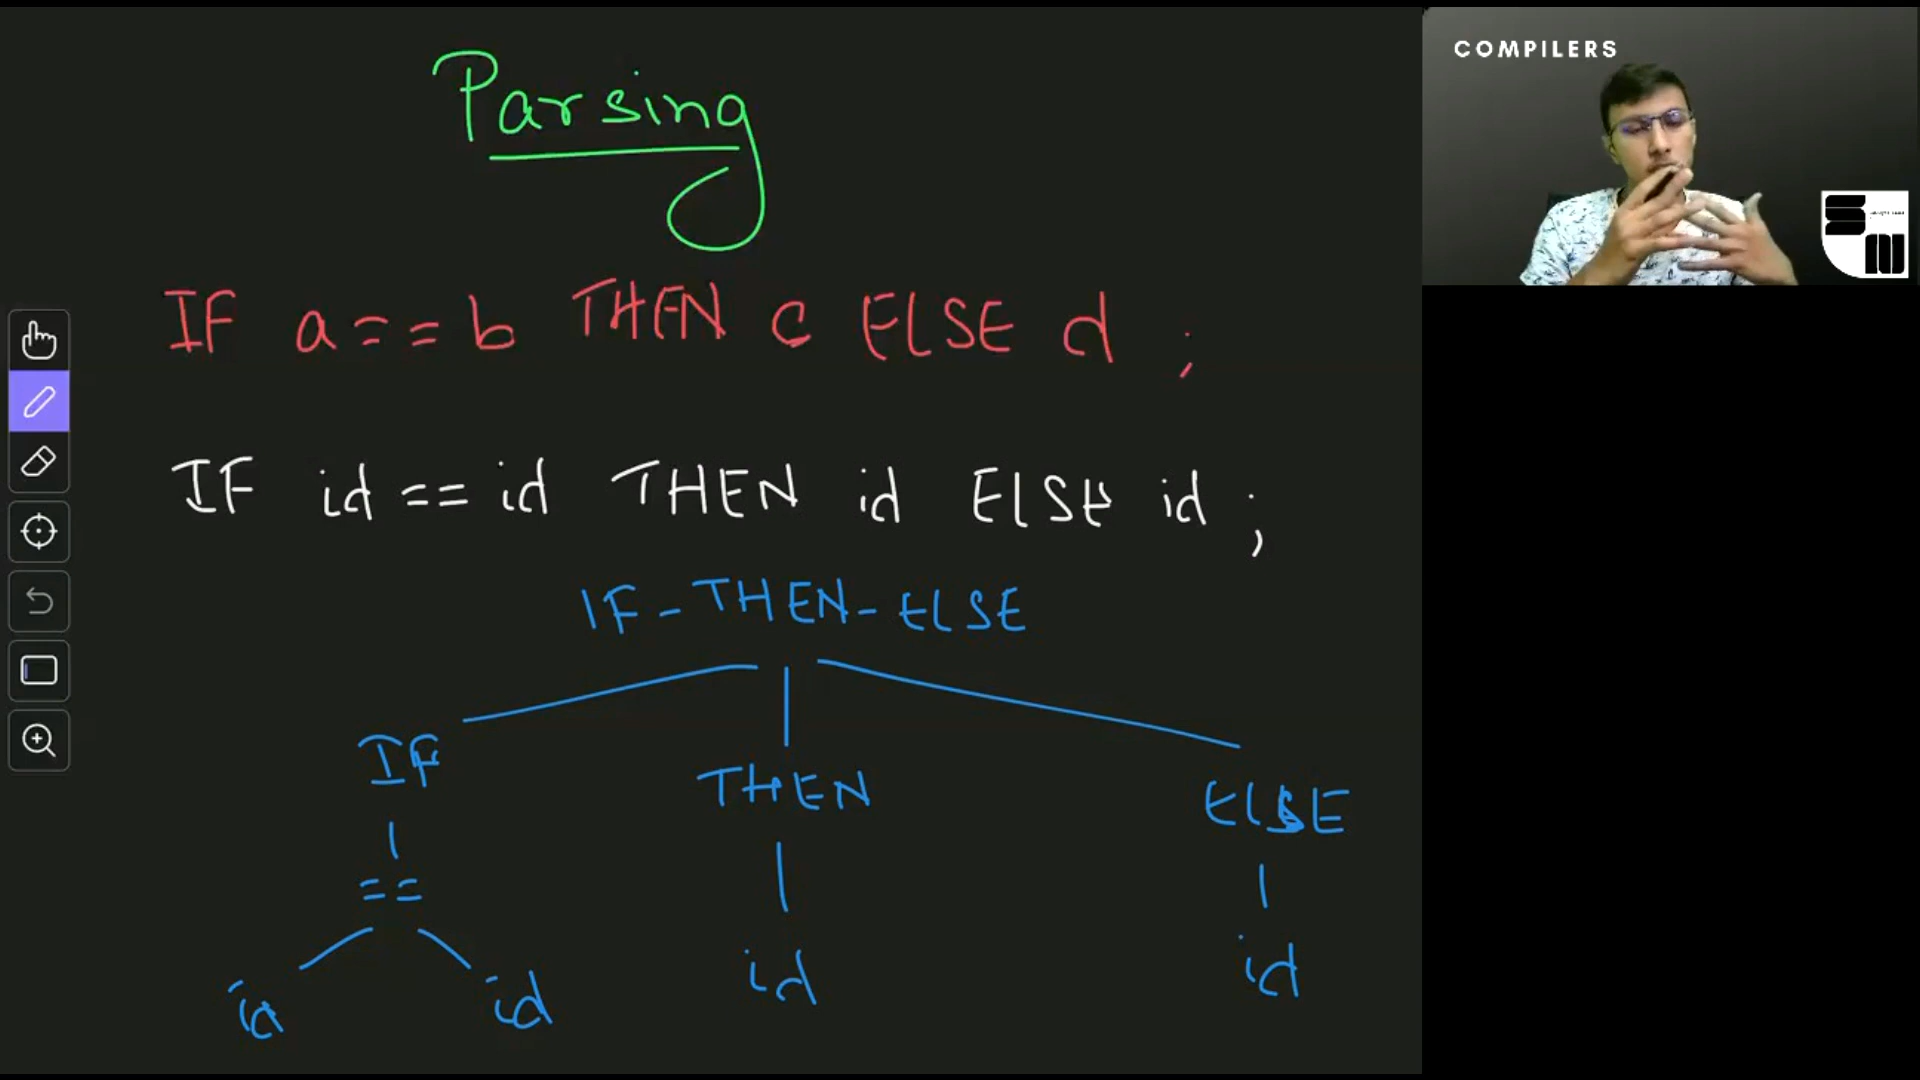 Parsing
COMPILERS
IF a == b THEN c ELSE d ;
IF id == id THEN id ELSE id ;
IF - THEN - ELSE
IF THEN ELSE
==
id id id id